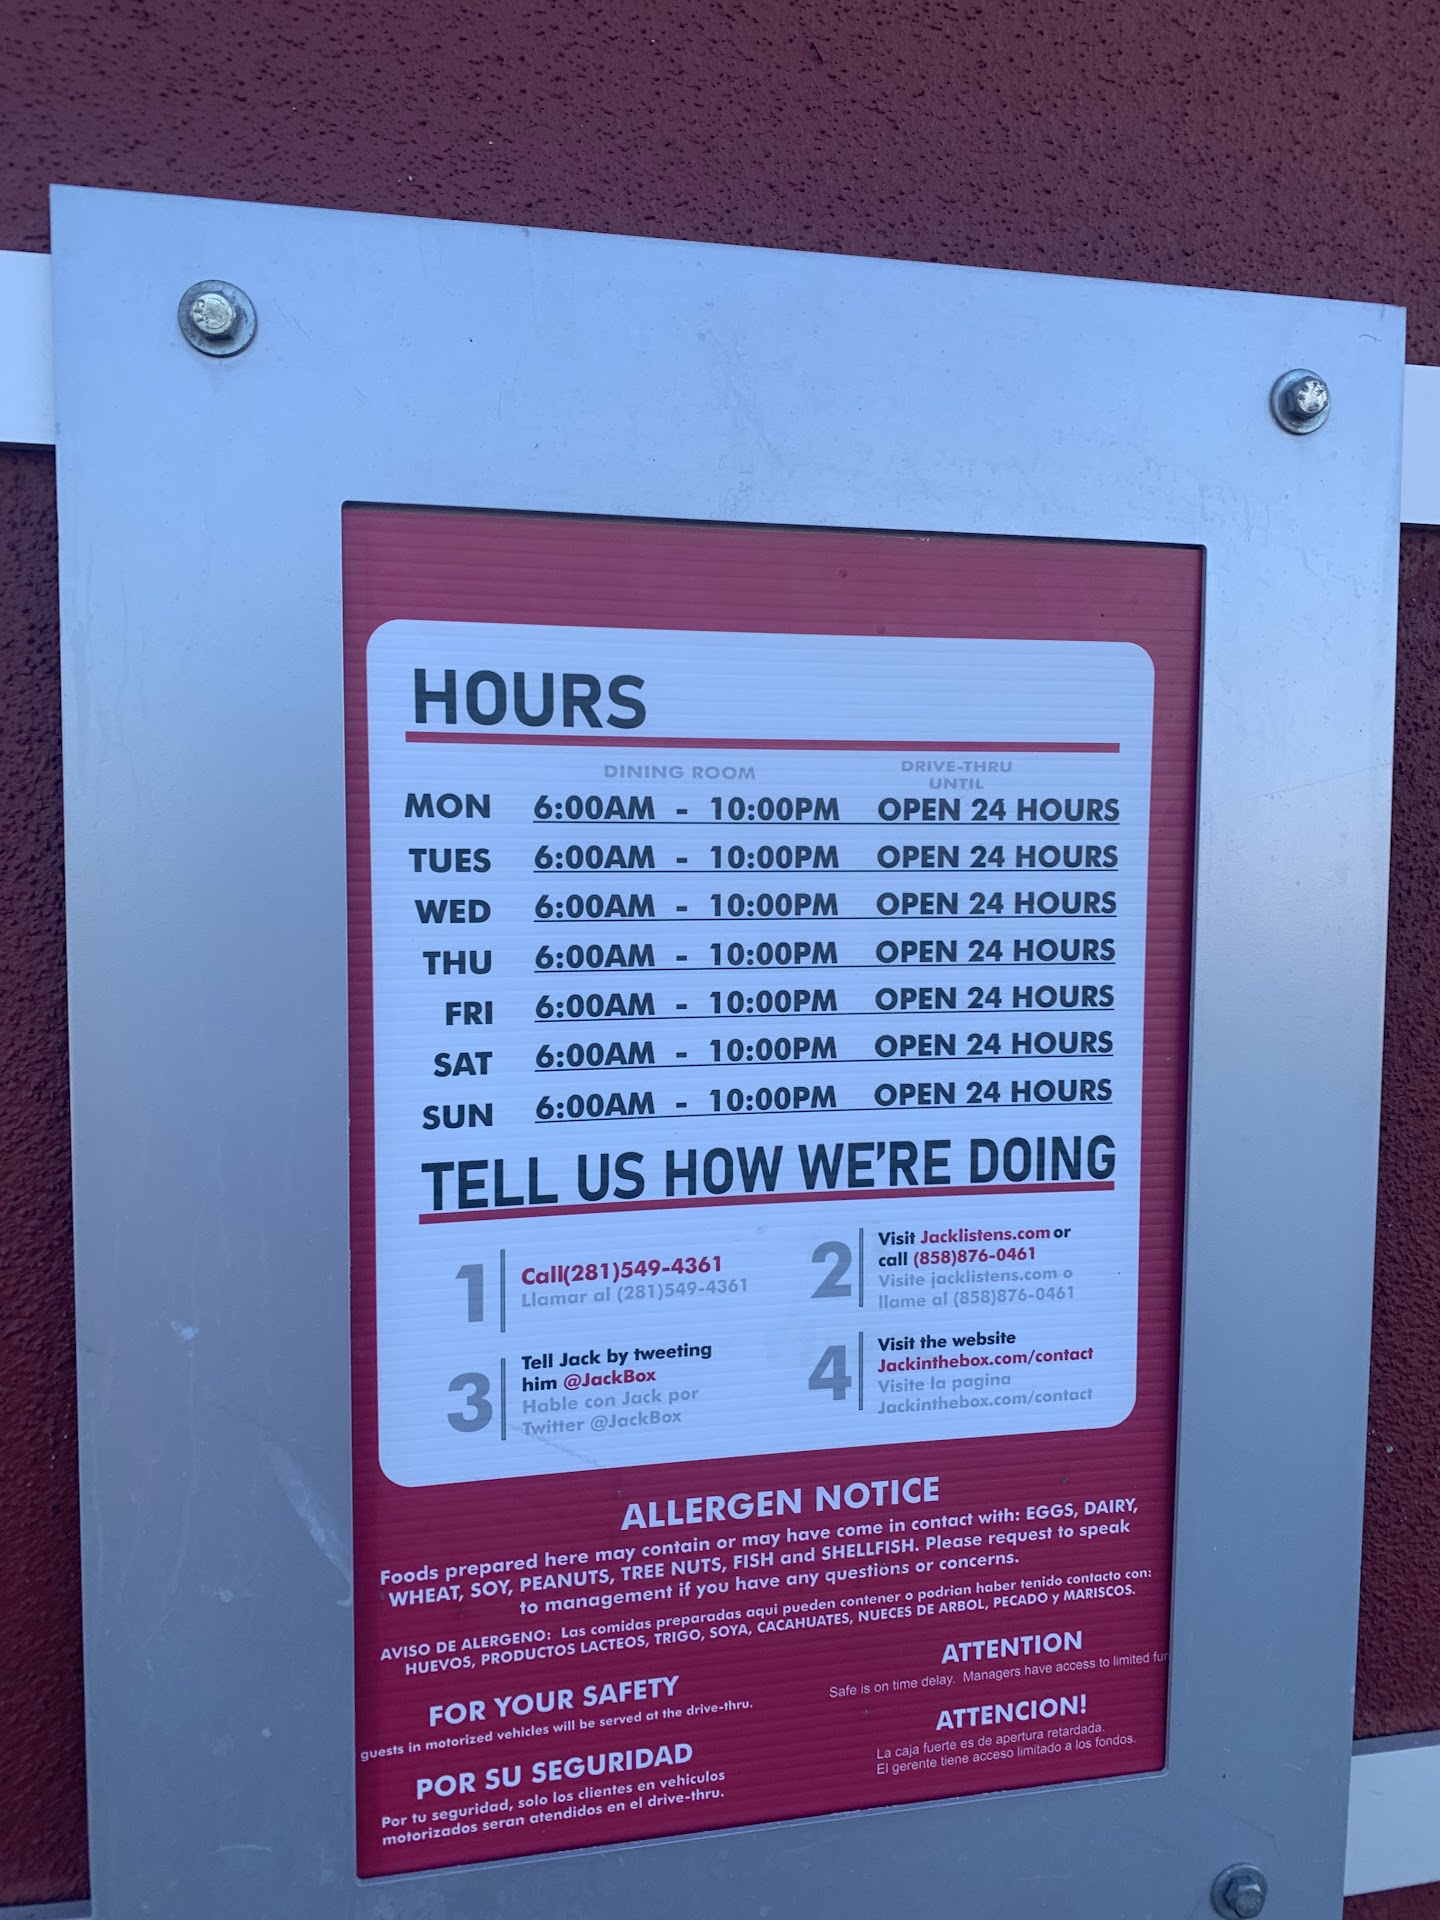 HOURS
DINING ROOM
DRIVE-THRU
UNTIL
MON 6:00AM - 10:00PM OPEN 24 HOURS
TUES 6:00AM - 10:00PM OPEN 24 HOURS
WED 6:00AM - 10:00PM OPEN 24 HOURS
THU 6:00AM - 10:00PM OPEN 24 HOURS
FRI 6:00AM - 10:00PM OPEN 24 HOURS
SAT 6:00AM - 10:00PM OPEN 24 HOURS
SUN 6:00AM - 10:00PM OPEN 24 HOURS
TELL US HOW WE'RE DOING
1
Call(281)549-4361
Llamar al (281)549-4361
2
Visit Jacklistens.com or
call (858)876-0461
Visite jacklistens.com o
llame al (858)876-0461
3
Tell Jack by tweeting
him @JackBox
Hable con Jack por
Twitter @JackBox
4
Visit the website
Jackinthebox.com/contact
Visite la pagina
Jackinthebox.com/contact
ALLERGEN NOTICE
Foods prepared here may contain or may have come in contact with: EGGS, DAIRY,
WHEAT, SOY, PEANUTS, TREE NUTS, FISH and SHELLFISH. Please request to speak
to management if you have any questions or concerns.
AVISO DE ALERGENO: Las comidas preparadas aqui pueden contener o podrian haber tenido contacto con:
HUEVOS, PRODUCTOS LACTEOS, TRIGO, SOYA, CACAHUATES, NUECES DE ARBOL, PECADO y MARISCOS.
FOR YOUR SAFETY
guests in motorized vehicles will be served at the drive-thru.
POR SU SEGURIDAD
Por tu seguridad, solo los clientes en vehiculos
motorizados seran atendidos en el drive-thru.
ATTENTION
Safe is on time delay. Managers have access to limited fun
ATTENCION!
La caja fuerte es de apertura retardada.
El gerente tiene acceso limitado a los fondos.